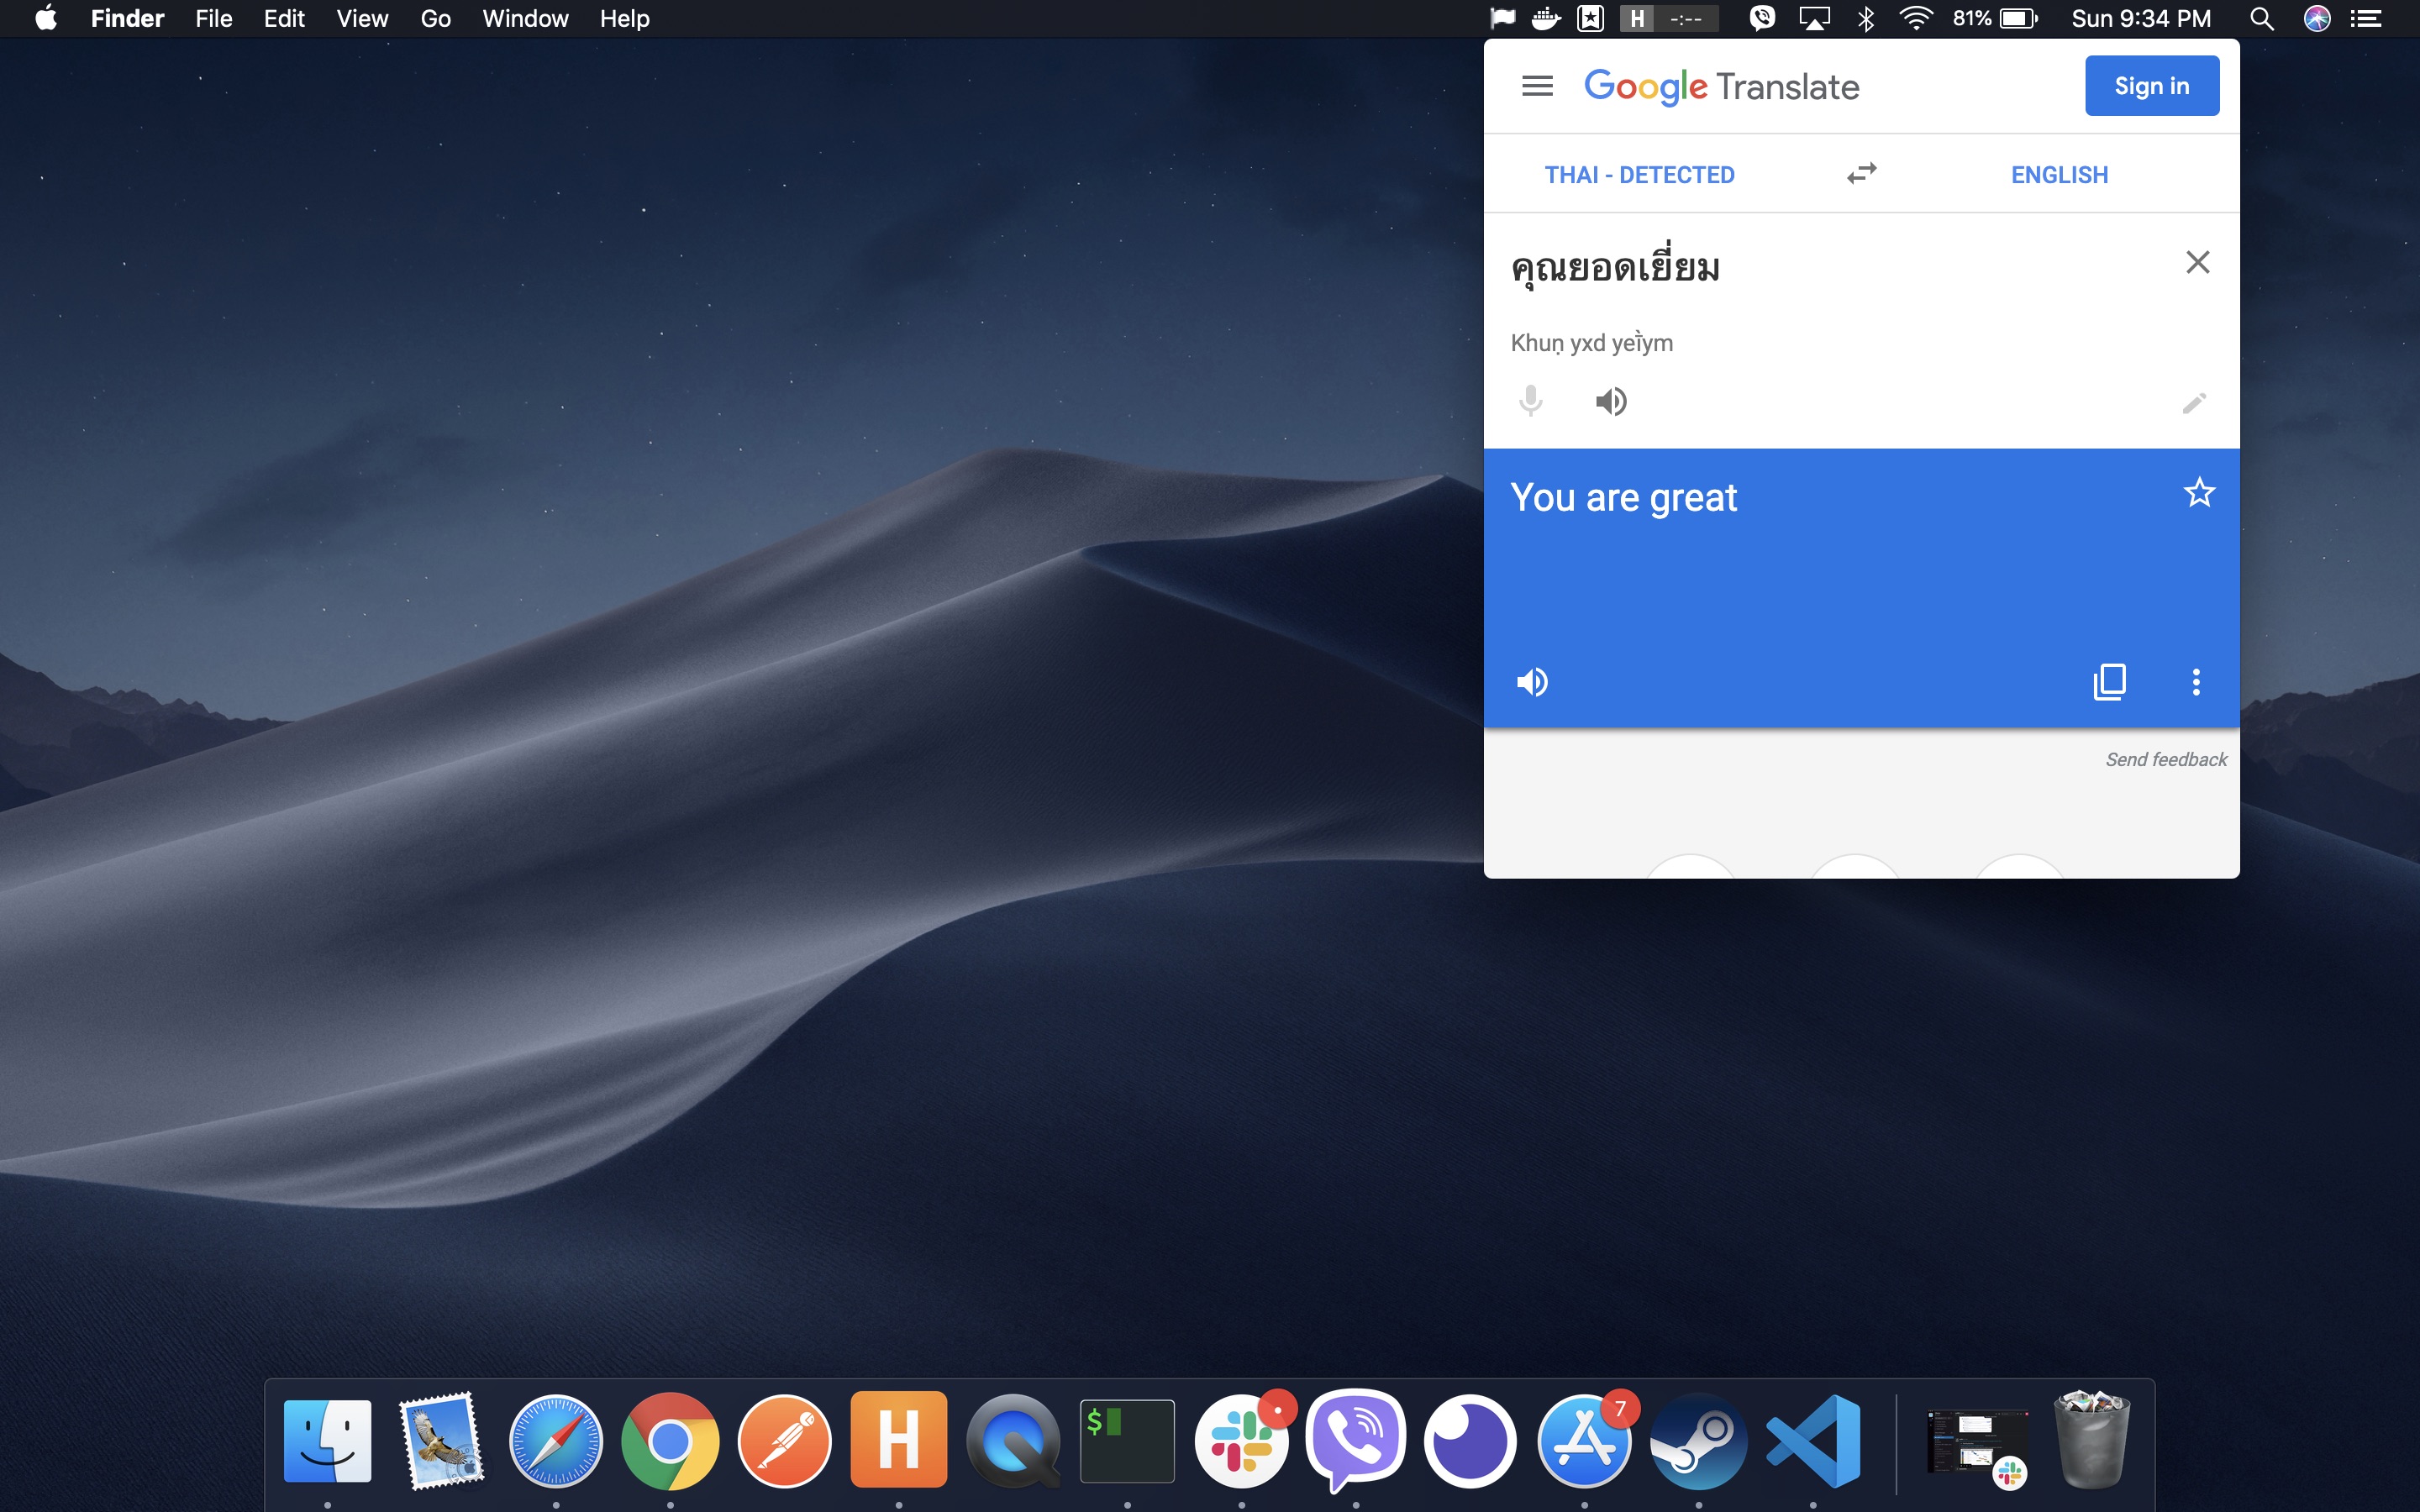 Finder File Edit View Go Window Help
H -:-- 81% Sun 9:34 PM
Google Translate
Sign in
THAI - DETECTED
ENGLISH
คุณยอดเยี่ยม
Khuṇ yxd yeī̀ym
You are great
Send feedback
$
H
7